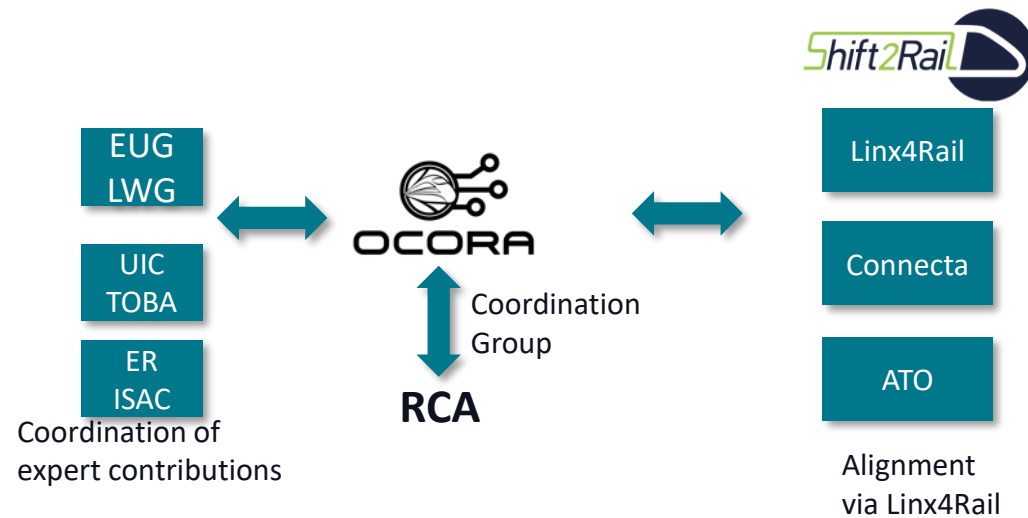 Shift2Rail
EUG
LWG
UIC
TOBA
ER
ISAC
Coordination of
expert contributions
OCORA
Coordination
Group
RCA
Linx4Rail
Connecta
ATO
Alignment
via Linx4Rail